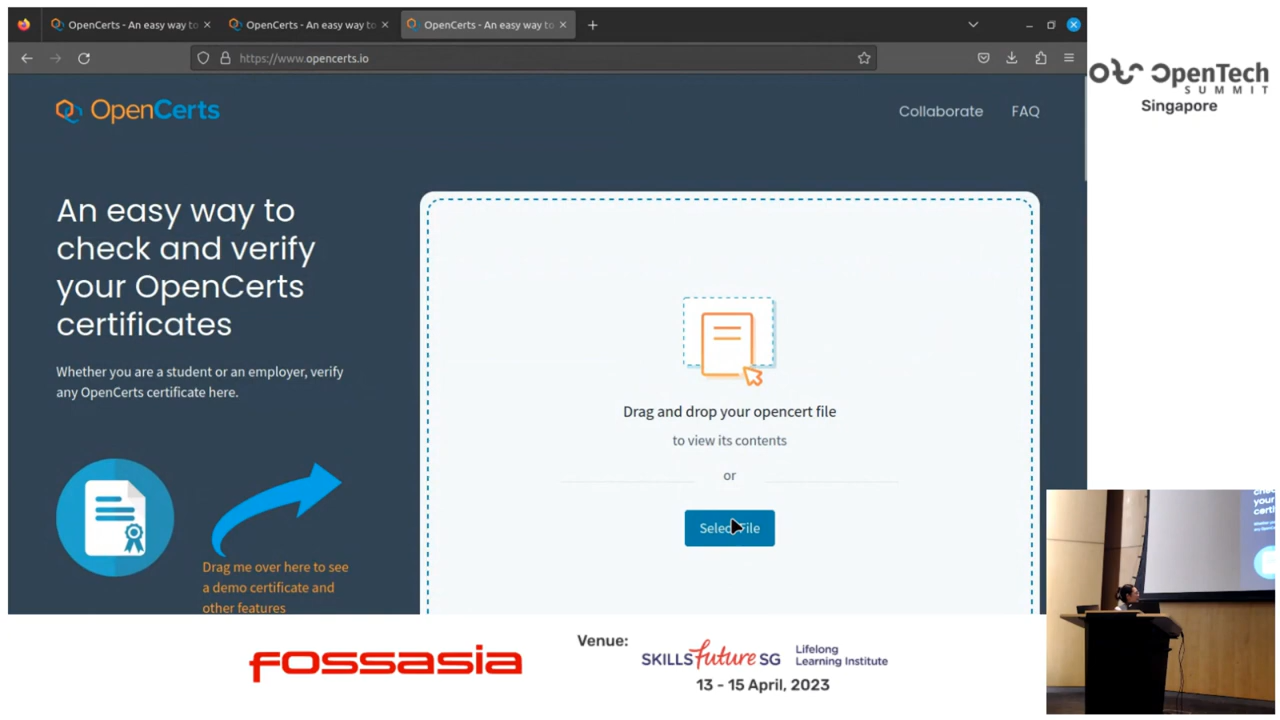 OpenCerts - An easy way to
OpenCerts - An easy way to
OpenCerts - An easy way to
https://www.opencerts.io
OpenCerts
Collaborate
FAQ
An easy way to
check and verify
your OpenCerts
certificates
Whether you are a student or an employer, verify
any OpenCerts certificate here.
Drag me over here to see
a demo certificate and
other features
Drag and drop your opencert file
to view its contents
or
Select File
OpenTech
SUMMIT
Singapore
FOSSASIA
Venue:
SKILLSfuture SG
Lifelong
Learning Institute
13 - 15 April, 2023